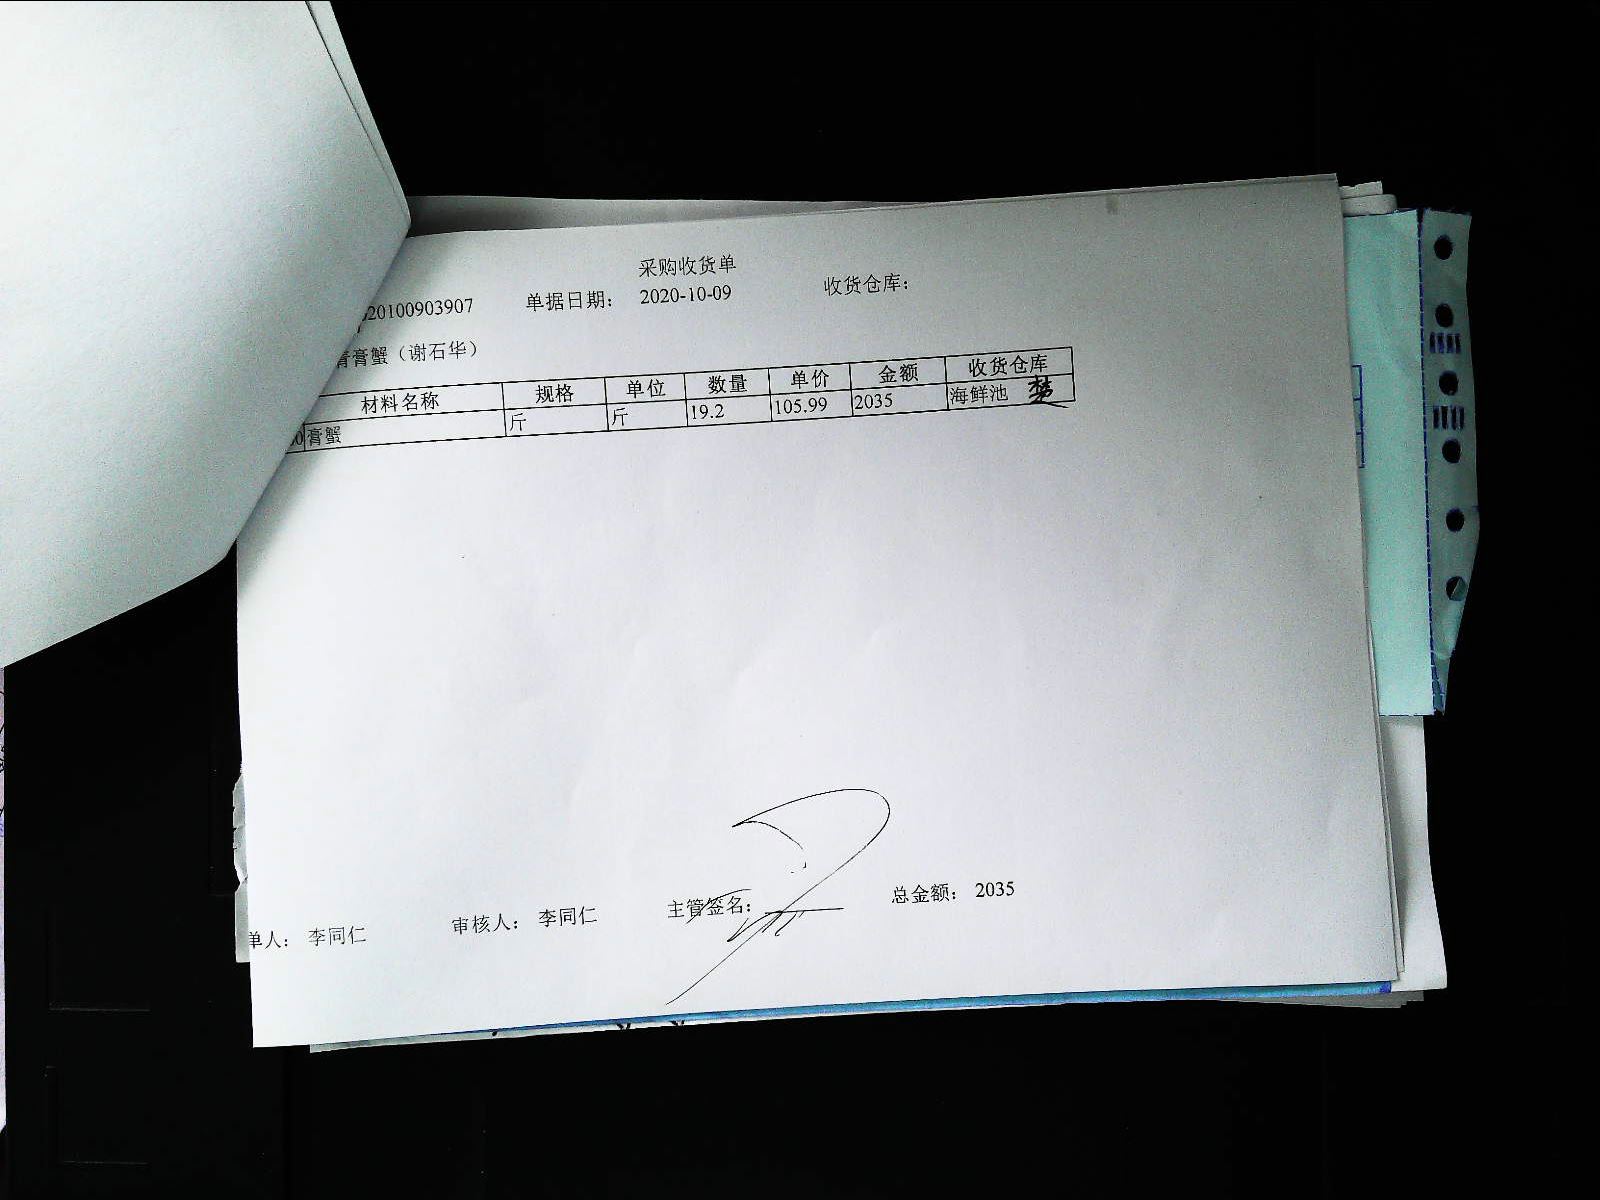 采购收货单
20100903907 单据日期： 2020-10-09 收货仓库：
青膏蟹（谢石华）
材料名称 规格 单位 数量 单价 金额 收货仓库
0 膏蟹 斤 斤 19.2 105.99 2035 海鲜池
单人： 李同仁 审核人： 李同仁 主管签名： 总金额： 2035